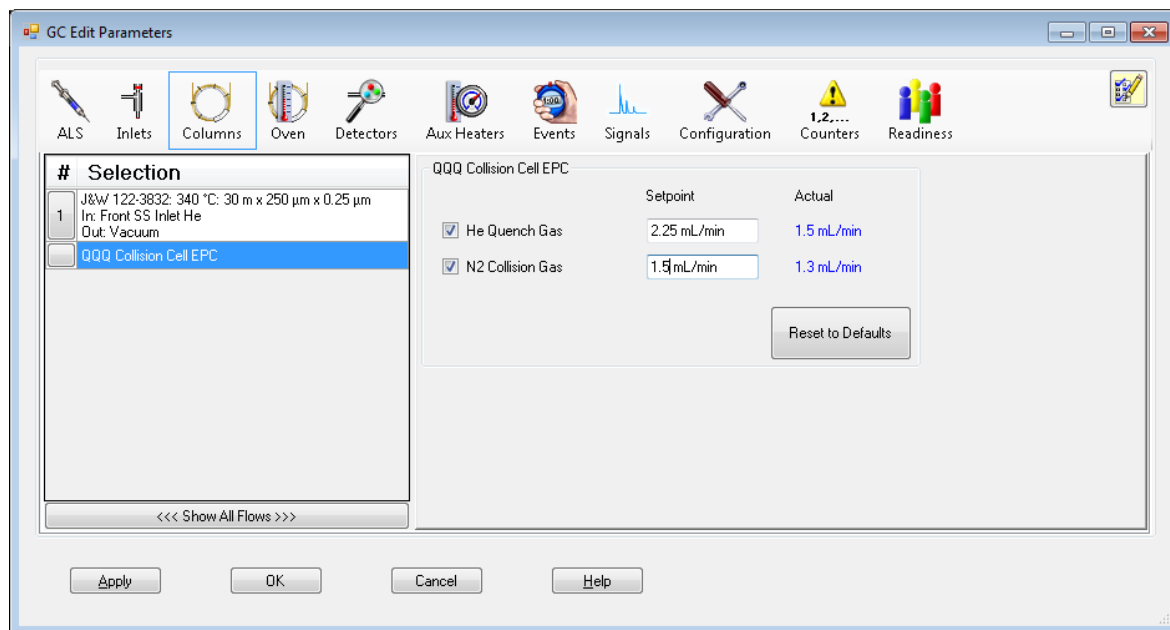 GC Edit Parameters
ALS Inlets Columns Oven Detectors Aux Heaters Events Signals Configuration Counters Readiness
1:00
1,2,...
# Selection
1
J&W 122-3832: 340 °C: 30 m x 250 µm x 0.25 µm
In: Front SS Inlet He
Out: Vacuum
QQQ Collision Cell EPC
<<< Show All Flows >>>
QQQ Collision Cell EPC
Setpoint Actual
He Quench Gas 2.25 mL/min 1.5 mL/min
N2 Collision Gas 1.5 mL/min 1.3 mL/min
Reset to Defaults
Apply OK Cancel Help